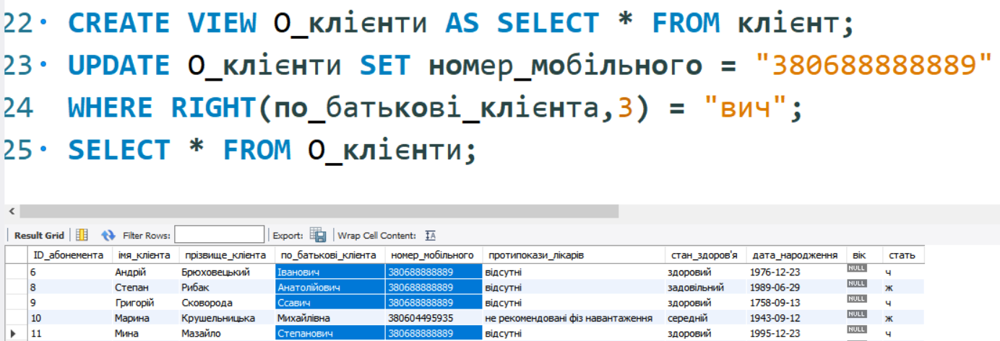 22 CREATE VIEW О_клієнти AS SELECT * FROM клієнт;
23 UPDATE О_клієнти SET номер_мобільного = "380688888889"
24 WHERE RIGHT(по_батькові_клієнта,3) = "вич";
25 SELECT * FROM О_клієнти;
Result Grid Filter Rows: Export: Wrap Cell Content: IA
ID_абонемента імя_клієнта прізвище_клієнта по_батькові_клієнта номер_мобільного протипокази_лікарів стан_здоров'я дата_народження вік стать
6 Андрій Брюховецький Іванович 380688888889 відсутні здоровий 1976-12-23 NULL ч
8 Степан Рибак Анатолійович 380688888889 відсутні задовільний 1989-06-29 NULL ж
9 Григорій Сковорода Ссавич 380688888889 відсутні здоровий 1758-09-13 NULL ч
10 Марина Крушельницька Михайлівна 380604495935 не рекомендовані фіз навантаження середній 1943-09-12 NULL ж
11 Мина Мазайло Степанович 380688888889 відсутні здоровий 1995-12-23 NULL ч